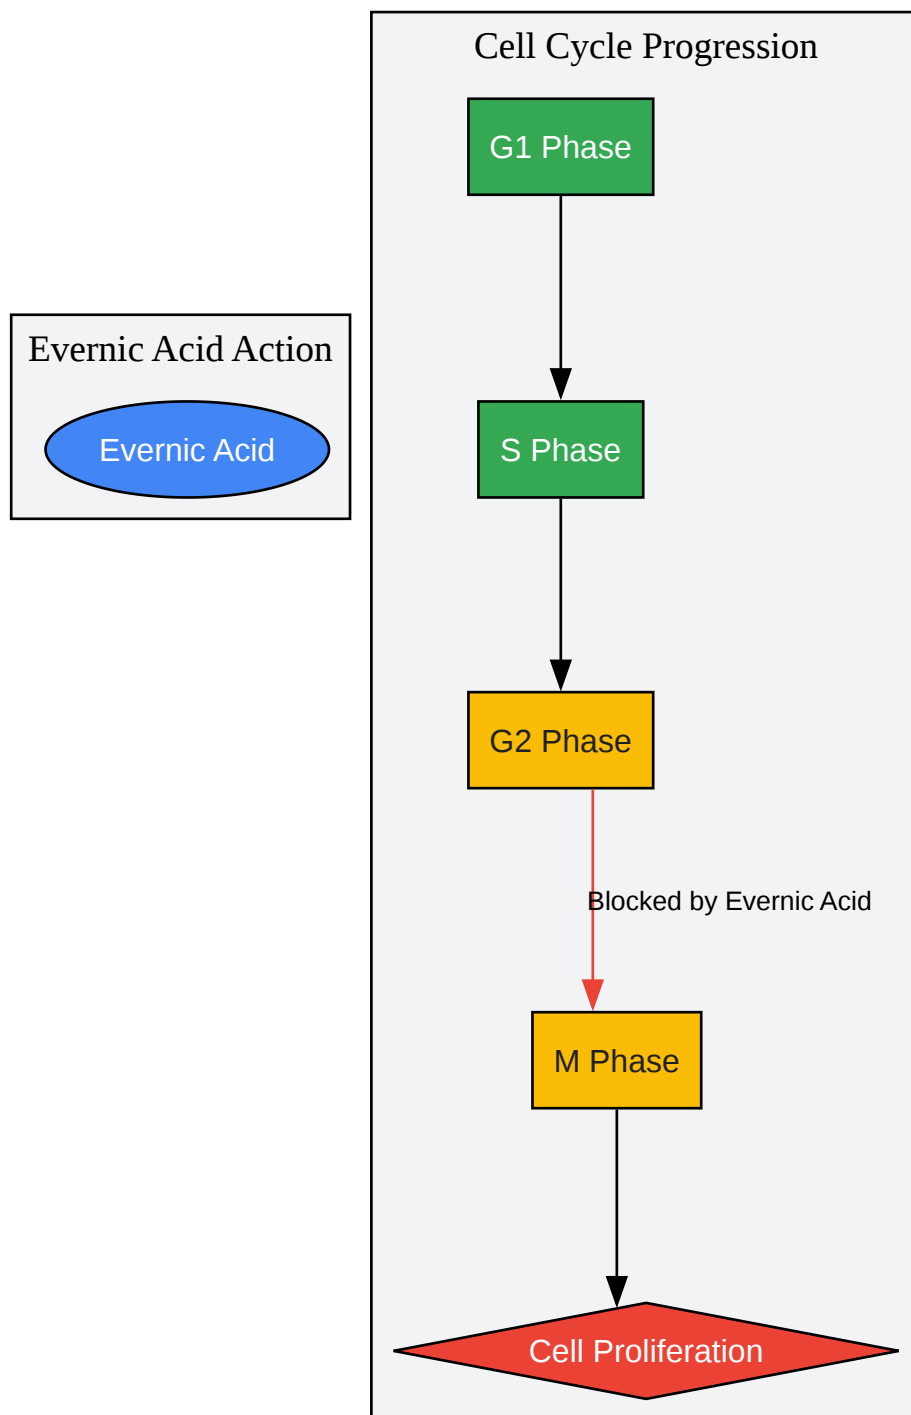 Cell Cycle Progression
G1 Phase
Evernic Acid Action
Evernic Acid
S Phase
G2 Phase
Blocked by Evernic Acid
M Phase
Cell Proliferation